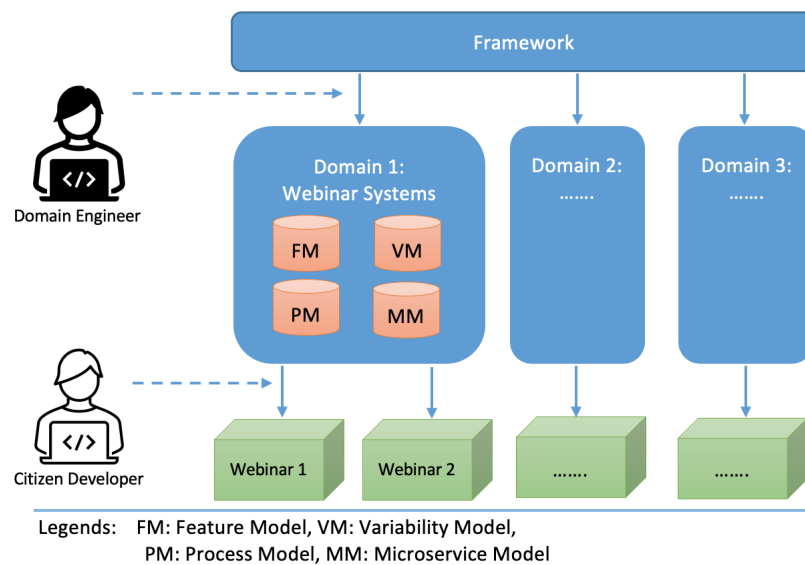 Framework
</>
Domain Engineer
Domain 1:
Webinar Systems
FM
VM
PM
MM
Domain 2:
…….
Domain 3:
…….
</>
Citizen Developer
Webinar 1
Webinar 2
…….
…….
Legends: FM: Feature Model, VM: Variability Model,
PM: Process Model, MM: Microservice Model